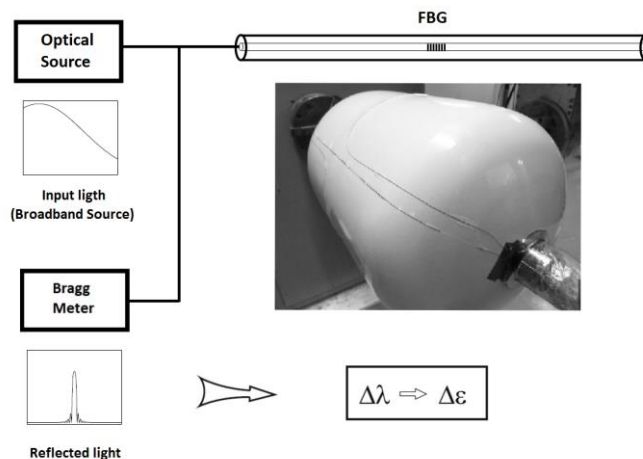 FBG
Optical
Source
Input ligth
(Broadband Source)
Bragg
Meter
Reflected light
Δλ ⇨ Δε